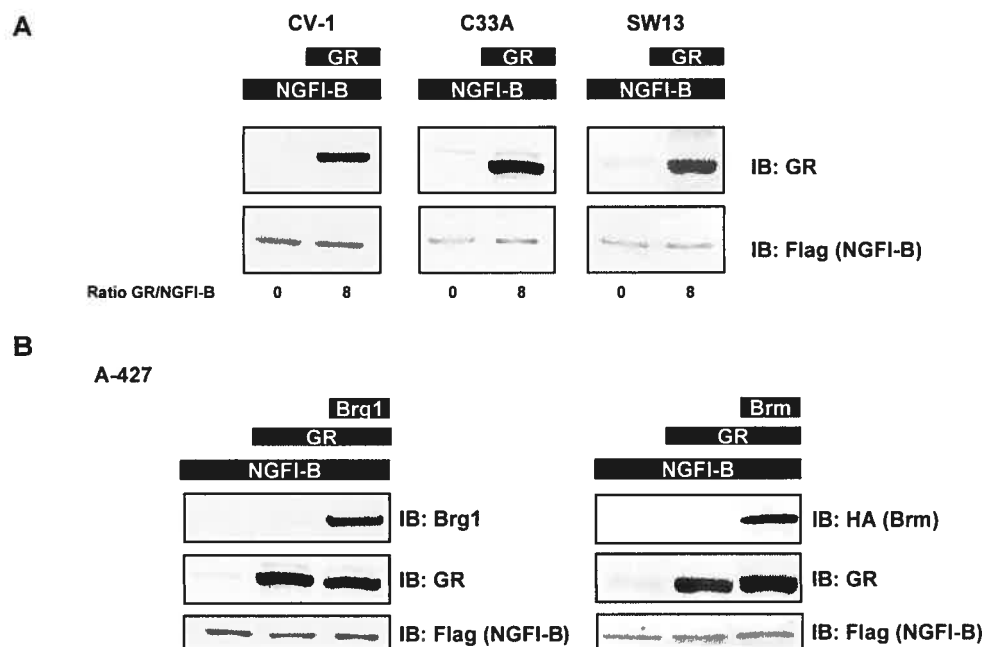 A
CV-1 C33A SW13
GR GR GR
NGFI-B NGFI-B NGFI-B
IB: GR
IB: Flag (NGFI-B)
Ratio GR/NGFI-B 0 8 0 8 0 8
B
A-427
Brg1 Brm
GR GR
NGFI-B NGFI-B
IB: Brg1 IB: HA (Brm)
IB: GR IB: GR
IB: Flag (NGFI-B) IB: Flag (NGFI-B)